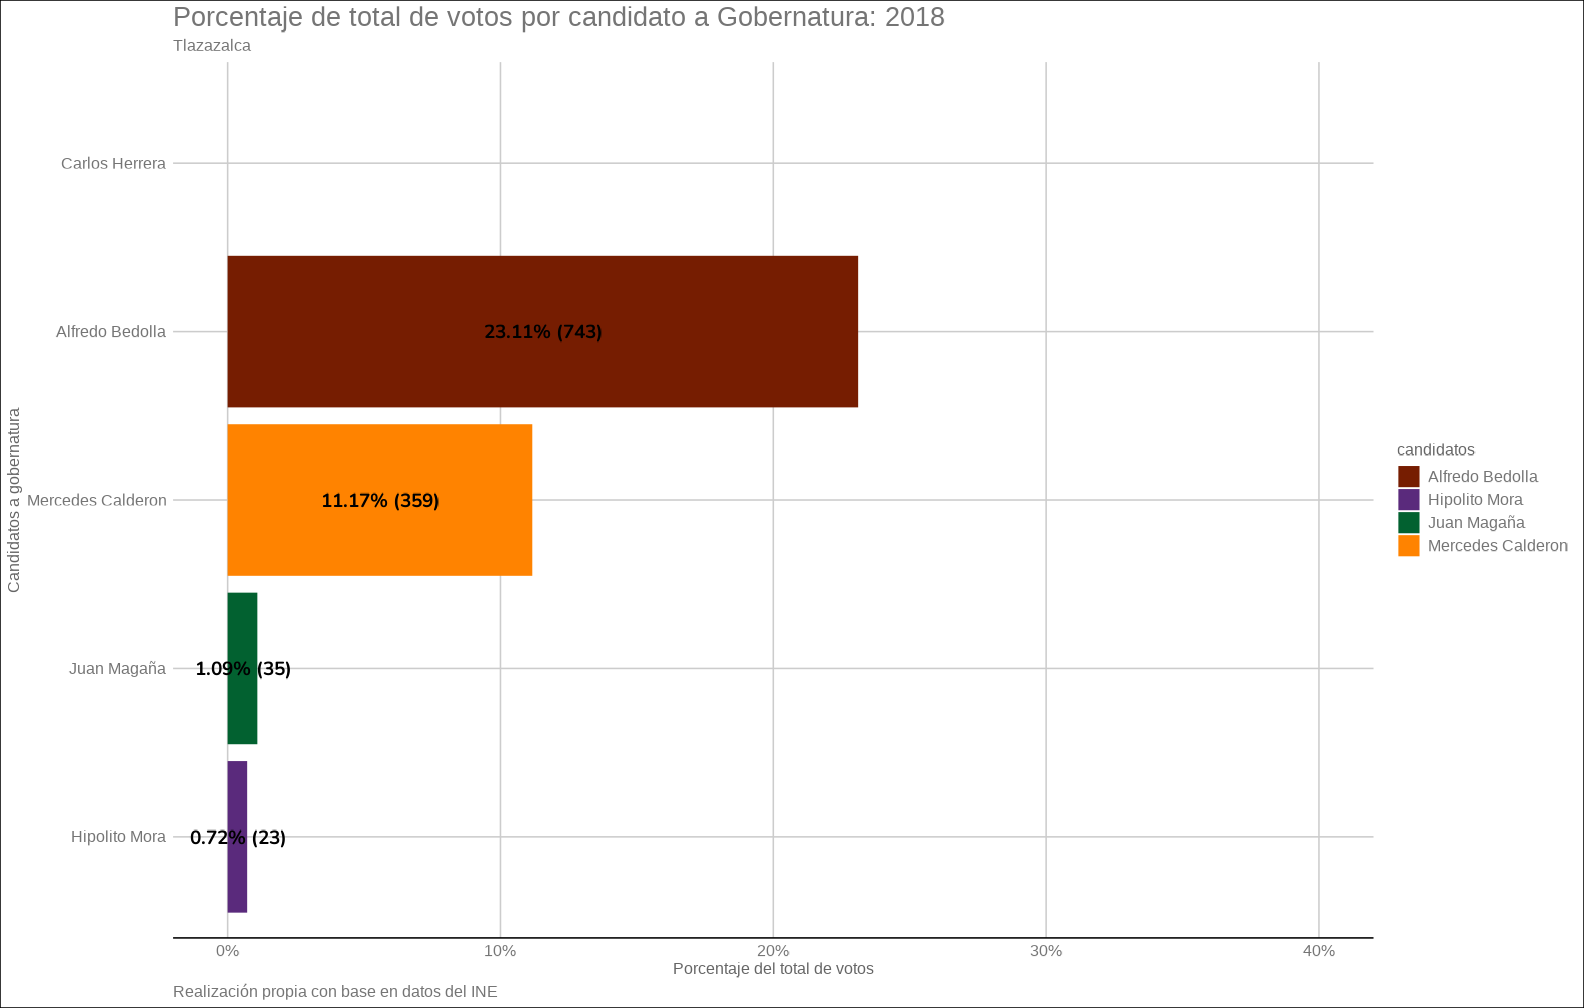 Porcentaje de total de votos por candidato a Gobernatura: 2018
Tlazazalca
Candidatos a gobernatura
Carlos Herrera
Alfredo Bedolla
23.11% (743)
Mercedes Calderon
11.17% (359)
Juan Magaña
1.09% (35)
Hipolito Mora
0.72% (23)
0%
10%
20%
30%
40%
Porcentaje del total de votos
Realización propia con base en datos del INE
candidatos
Alfredo Bedolla
Hipolito Mora
Juan Magaña
Mercedes Calderon